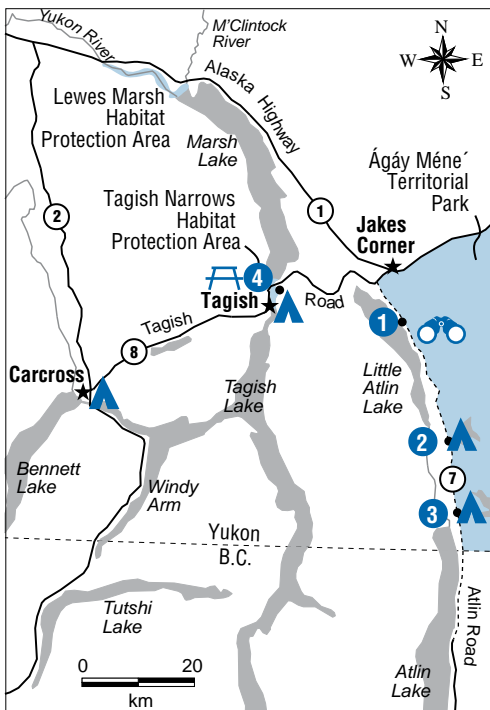 Yukon River
M'Clintock
River
N
W E
S
Alaska Highway
Lewes Marsh
Habitat
Protection Area
Marsh
Lake
Ágáy Méne´
Territorial
Park
2
Tagish Narrows
Habitat
Protection Area
1
Jakes
Corner
4
Tagish
Road
Tagish
8
1
Little
Atlin
Lake
Carcross
Tagish
Lake
2
Bennett
Lake
Windy
Arm
7
3
Yukon
B.C.
Tutshi
Lake
Atlin Road
0 20
km
Atlin
Lake